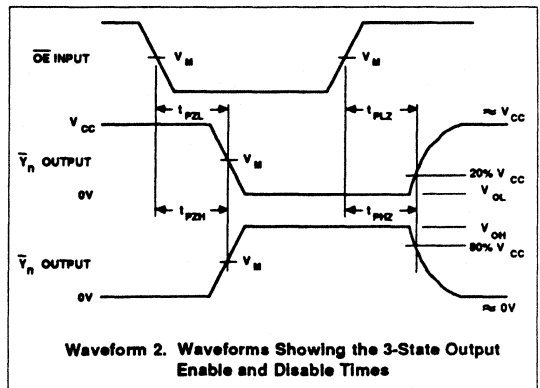 OE INPUT
V M
V M
t PZL
t PLZ
V CC
≈ V CC
Y n OUTPUT
V M
20% V CC
0V
V OL
t PZH
t PHZ
V OH
Y n OUTPUT
V M
80% V CC
0V
≈ 0V
Waveform 2. Waveforms Showing the 3-State Output
Enable and Disable Times